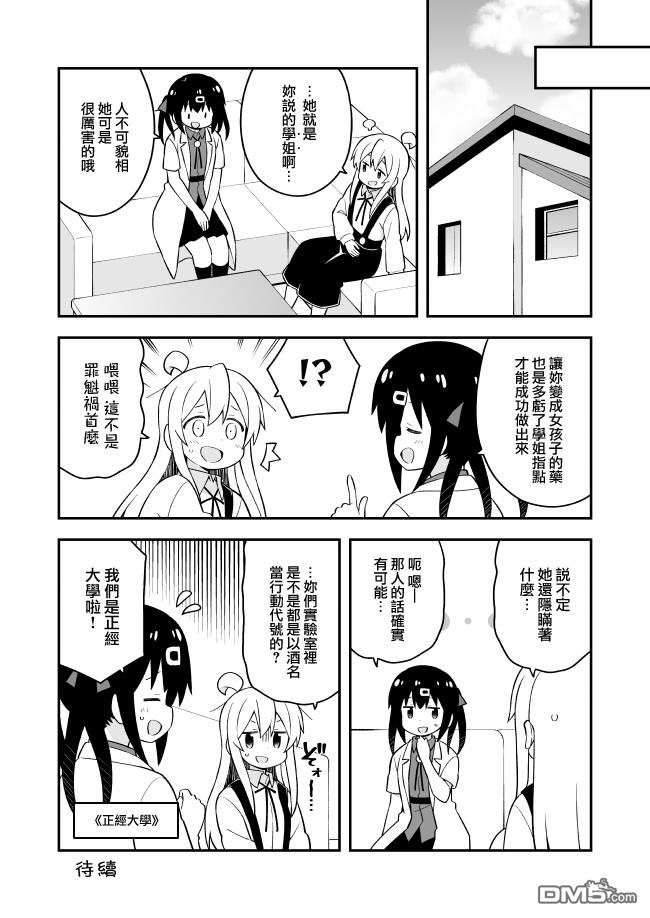 …她就是
妳說的學姐啊…
人不可貌相
她可是
很厲害的哦
讓妳變成女孩子的藥
也是多虧了學姐指點
才能成功做出來
!?
喂喂，這不是
罪魁禍首麼
說不定
她還隱瞞著
什麼…
呃嗯—
那人的話確實
有可能…
…妳們實驗室裡
是不是都是以酒名
當行動代號的？
ぞぞォー…
我們是正經
大學啦！
《正經大學》
待續
DM5.com